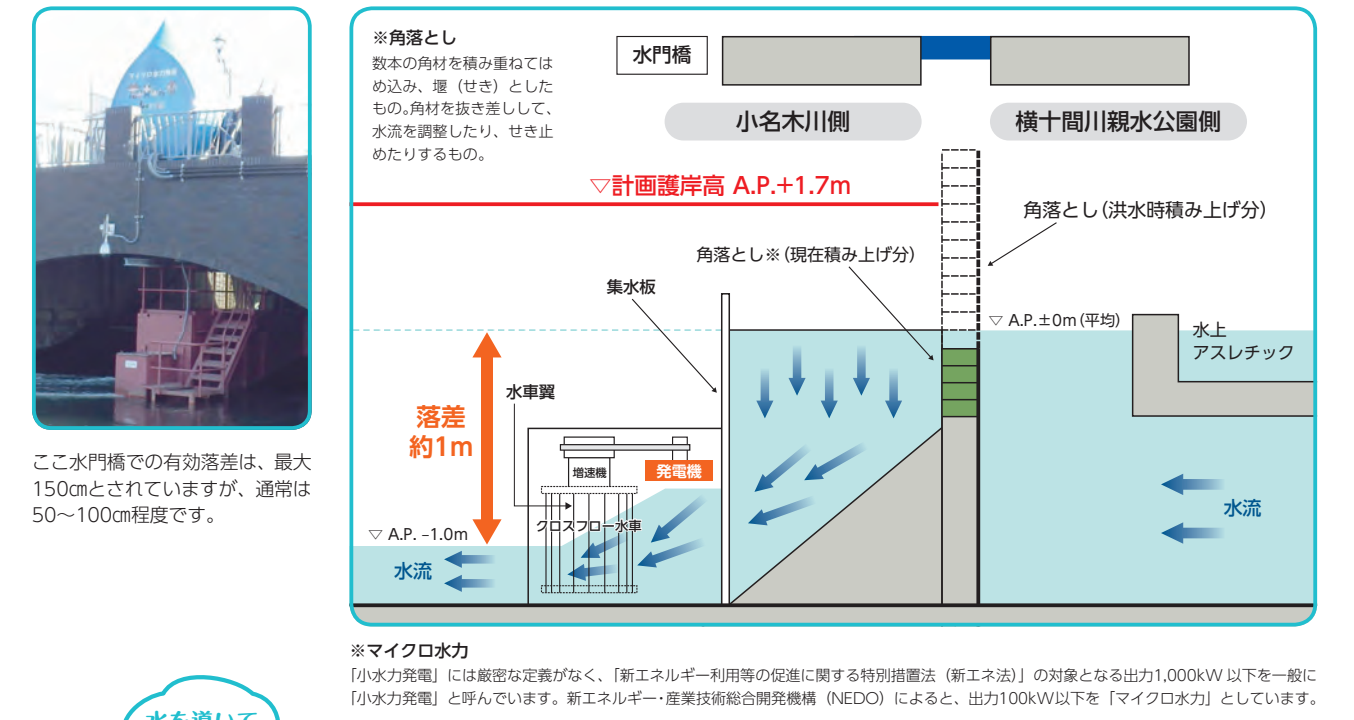 ※角落とし
数本の角材を積み重ねては
め込み、堰（せき）とした
もの。角材を抜き差しして、
水流を調整したり、せき止
めたりするもの。
水門橋
小名木川側
横十間川親水公園側
▽計画護岸高 A.P.+1.7m
角落とし（洪水時積み上げ分）
角落とし※（現在積み上げ分）
集水板
▽ A.P.±0m（平均）
水上
アスレチック
落差
約1m
水車翼
増速機
発電機
クロスフロー水車
▽ A.P. −1.0m
水流
水流
ここ水門橋での有効落差は、最大
150㎝とされていますが、通常は
50〜100㎝程度です。
※マイクロ水力
「小水力発電」には厳密な定義がなく、「新エネルギー利用等の促進に関する特別措置法（新エネ法）」の対象となる出力1,000kW 以下を一般に
「小水力発電」と呼んでいます。新エネルギー・産業技術総合開発機構（NEDO）によると、出力100kW以下を「マイクロ水力」としています。
水を導いて